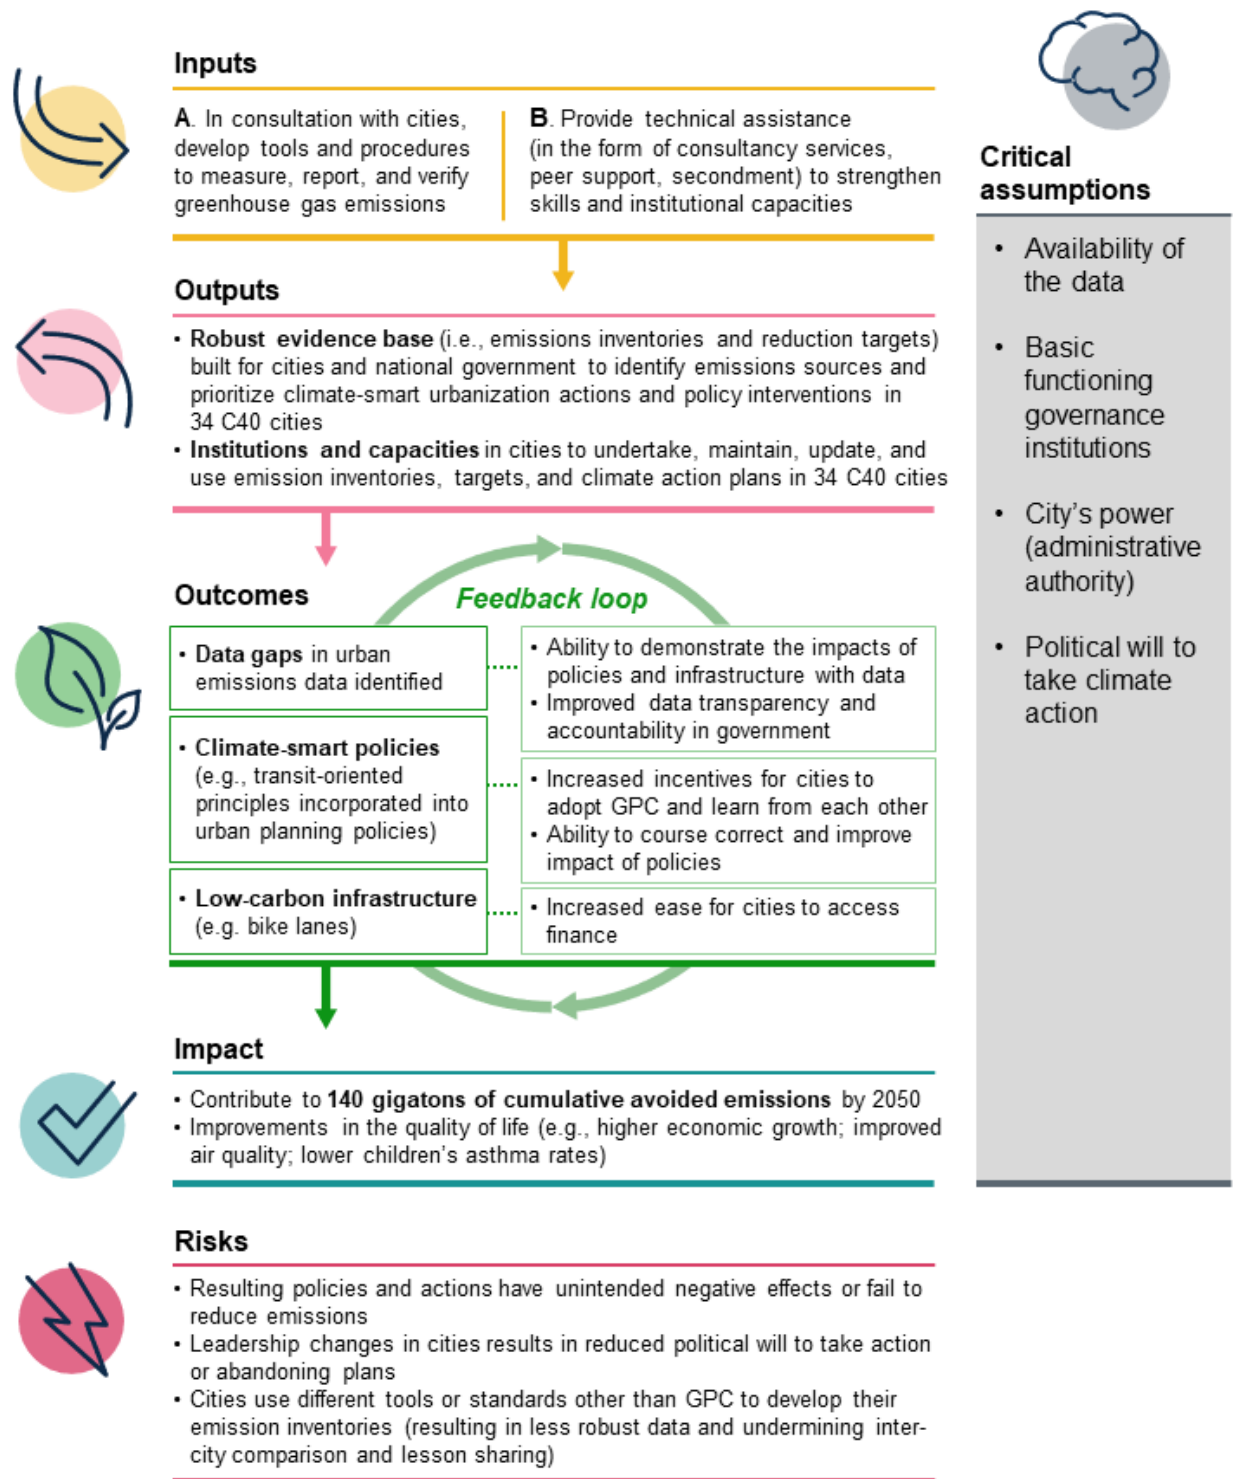 Inputs
A. In consultation with cities,
develop tools and procedures
to measure, report, and verify
greenhouse gas emissions
B. Provide technical assistance
(in the form of consultancy services,
peer support, secondment) to strengthen
skills and institutional capacities
Outputs
• Robust evidence base (i.e., emissions inventories and reduction targets)
built for cities and national government to identify emissions sources and
prioritize climate-smart urbanization actions and policy interventions in
34 C40 cities
• Institutions and capacities in cities to undertake, maintain, update, and
use emission inventories, targets, and climate action plans in 34 C40 cities
Outcomes
Feedback loop
• Data gaps in urban
emissions data identified
• Ability to demonstrate the impacts of
policies and infrastructure with data
• Improved data transparency and
accountability in government
• Climate-smart policies
(e.g., transit-oriented
principles incorporated into
urban planning policies)
• Increased incentives for cities to
adopt GPC and learn from each other
• Ability to course correct and improve
impact of policies
• Low-carbon infrastructure
(e.g. bike lanes)
• Increased ease for cities to access
finance
Impact
• Contribute to 140 gigatons of cumulative avoided emissions by 2050
• Improvements in the quality of life (e.g., higher economic growth; improved
air quality; lower children's asthma rates)
Risks
• Resulting policies and actions have unintended negative effects or fail to
reduce emissions
• Leadership changes in cities results in reduced political will to take action
or abandoning plans
• Cities use different tools or standards other than GPC to develop their
emission inventories (resulting in less robust data and undermining inter-
city comparison and lesson sharing)
Critical
assumptions
• Availability of
the data
• Basic
functioning
governance
institutions
• City's power
(administrative
authority)
• Political will to
take climate
action